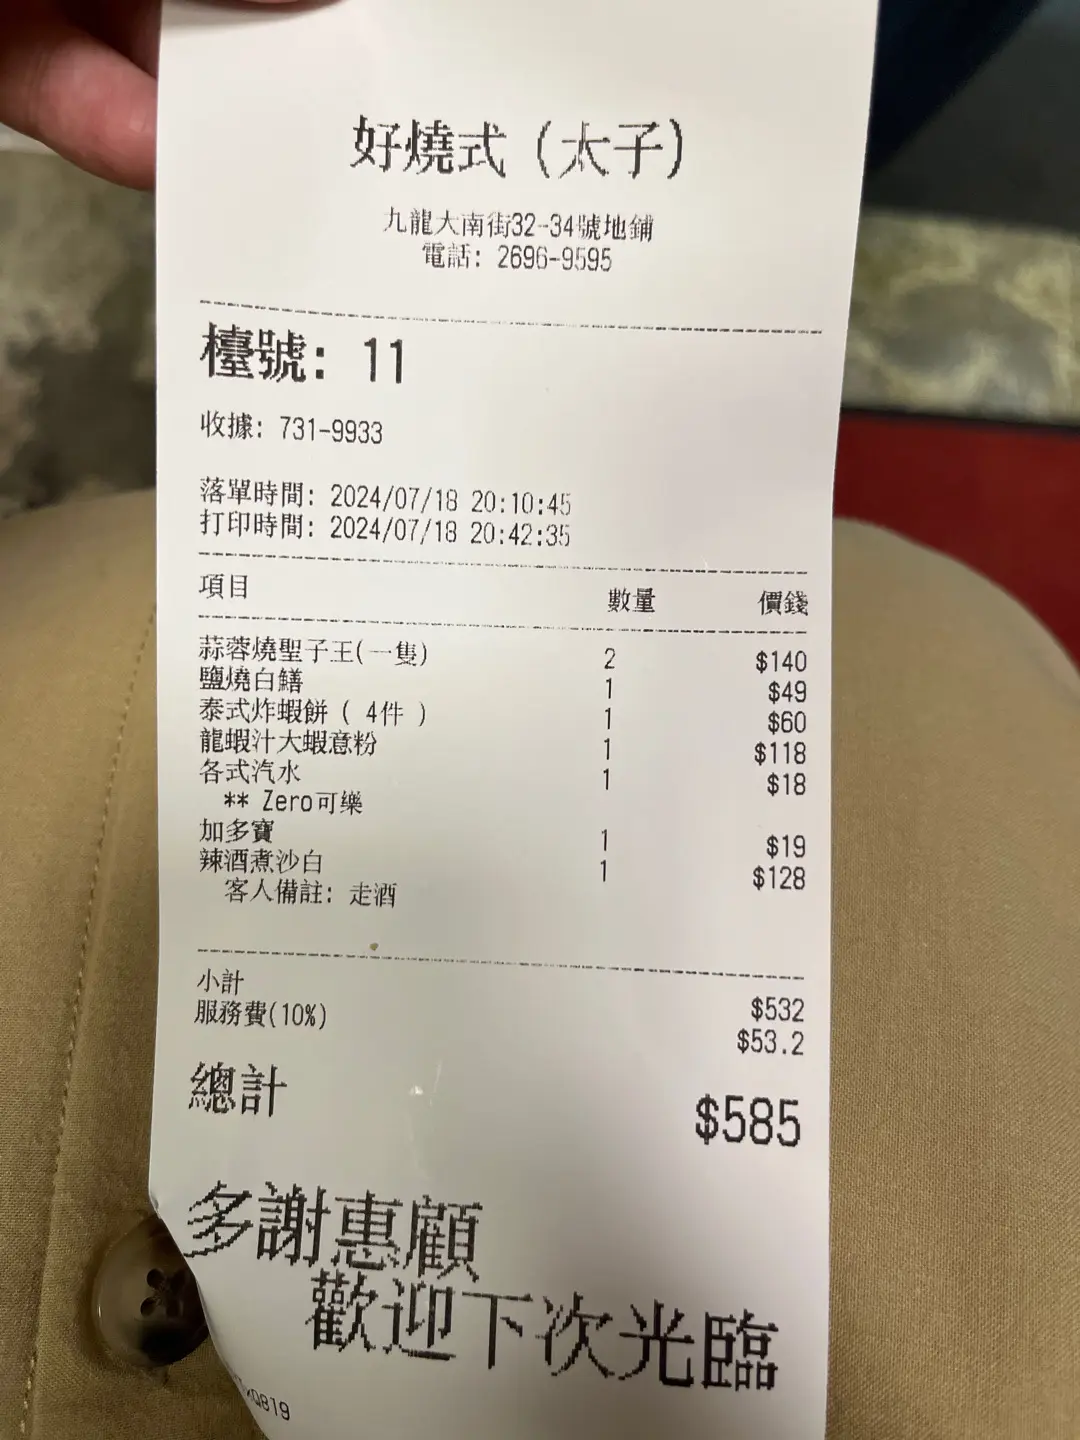 好燒式（太子）
九龍大南街32-34號地鋪
電話: 2696-9595
檯號: 11
收據: 731-9933
落單時間: 2024/07/18 20:10:45
打印時間: 2024/07/18 20:42:35
項目 數量 價錢
蒜蓉燒聖子王(一隻) 2 $140
鹽燒白鱔 1 $49
泰式炸蝦餅 ( 4件 ) 1 $60
龍蝦汁大蝦意粉 1 $118
各式汽水 1 $18
** Zero可樂
加多寶 1 $19
辣酒煮沙白 1 $128
客人備註: 走酒
小計 $532
服務費(10%) $53.2
總計 $585
多謝惠顧
歡迎下次光臨